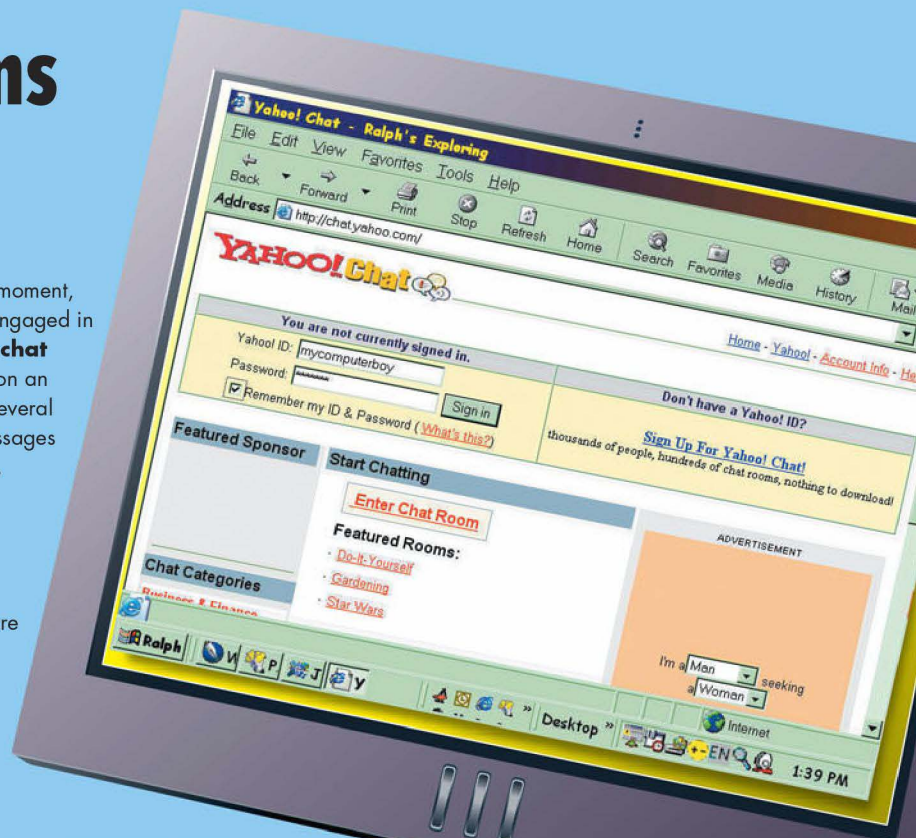 ns
moment,
ngaged in
chat
on an
everal
ssages
re
Yahoo! Chat - Ralph's Exploring
File Edit View Favorites Tools Help
Back Forward Print Stop Refresh Home Search Favorites Media History Mail
Address http://chat.yahoo.com/
YAHOO! Chat
Home - Yahoo! - Account Info - He
You are not currently signed in.
Yahoo! ID: mycomputerboy
Password: *******
Remember my ID & Password (What's this?) Sign in
Don't have a Yahoo! ID?
Sign Up For Yahoo! Chat!
thousands of people, hundreds of chat rooms, nothing to download!
Featured Sponsor
Start Chatting
Enter Chat Room
Featured Rooms:
· Do-It-Yourself
· Gardening
· Star Wars
Chat Categories
Business & Finance
ADVERTISEMENT
I'm a Man seeking
a Woman
Internet
Ralph W P J Y » Desktop » EN 1:39 PM